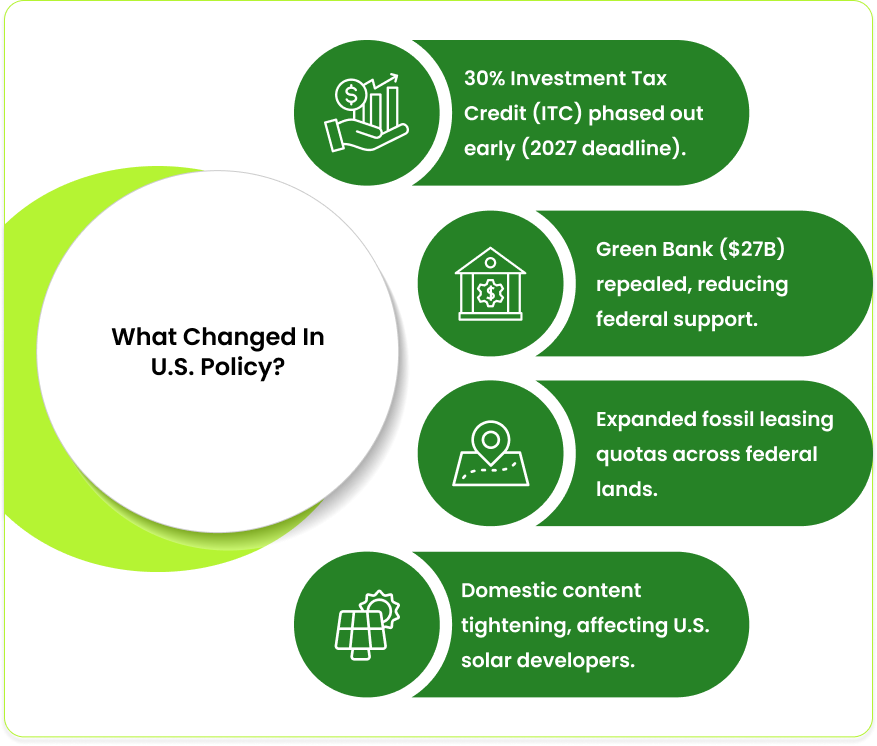 What Changed In
U.S. Policy?
30% Investment Tax
Credit (ITC) phased out
early (2027 deadline).
Green Bank ($27B)
repealed, reducing
federal support.
Expanded fossil leasing
quotas across federal
lands.
Domestic content
tightening, affecting U.S.
solar developers.